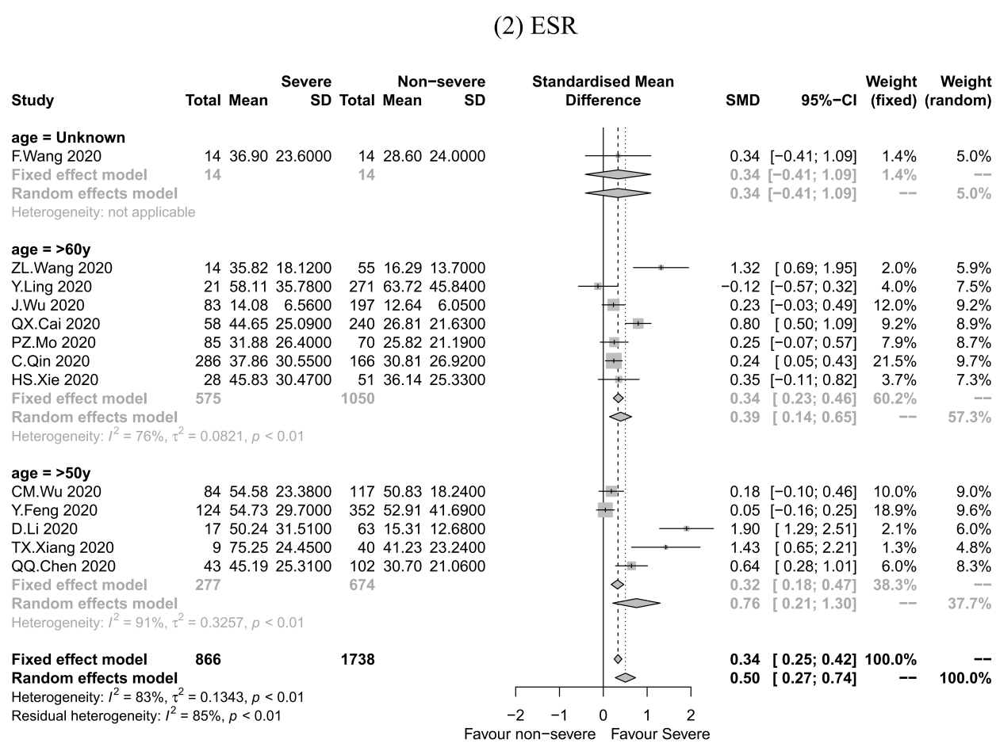 (2) ESR
Severe Non−severe Standardised Mean Weight Weight
Study Total Mean SD Total Mean SD Difference SMD 95%−CI (fixed) (random)
age = Unknown
F.Wang 2020 14 36.90 23.6000 14 28.60 24.0000 0.34 [−0.41; 1.09] 1.4% 5.0%
Fixed effect model 14 14 0.34 [−0.41; 1.09] 1.4% −−
Random effects model 0.34 [−0.41; 1.09] −− 5.0%
Heterogeneity: not applicable
age = >60y
ZL.Wang 2020 14 35.82 18.1200 55 16.29 13.7000 1.32 [ 0.69; 1.95] 2.0% 5.9%
Y.Ling 2020 21 58.11 35.7800 271 63.72 45.8400 −0.12 [−0.57; 0.32] 4.0% 7.5%
J.Wu 2020 83 14.08 6.5600 197 12.64 6.0500 0.23 [−0.03; 0.49] 12.0% 9.2%
QX.Cai 2020 58 44.65 25.0900 240 26.81 21.6300 0.80 [ 0.50; 1.09] 9.2% 8.9%
PZ.Mo 2020 85 31.88 26.4000 70 25.82 21.1900 0.25 [−0.07; 0.57] 7.9% 8.7%
C.Qin 2020 286 37.86 30.5500 166 30.81 26.9200 0.24 [ 0.05; 0.43] 21.5% 9.7%
HS.Xie 2020 28 45.83 30.4700 51 36.14 25.3300 0.35 [−0.11; 0.82] 3.7% 7.3%
Fixed effect model 575 1050 0.34 [ 0.23; 0.46] 60.2% −−
Random effects model 0.39 [ 0.14; 0.65] −− 57.3%
Heterogeneity: I² = 76%, τ² = 0.0821, p < 0.01
age = >50y
CM.Wu 2020 84 54.58 23.3800 117 50.83 18.2400 0.18 [−0.10; 0.46] 10.0% 9.0%
Y.Feng 2020 124 54.73 29.7000 352 52.91 41.6900 0.05 [−0.16; 0.25] 18.9% 9.6%
D.Li 2020 17 50.24 31.5100 63 15.31 12.6800 1.90 [ 1.29; 2.51] 2.1% 6.0%
TX.Xiang 2020 9 75.25 24.4500 40 41.23 23.2400 1.43 [ 0.65; 2.21] 1.3% 4.8%
QQ.Chen 2020 43 45.19 25.3100 102 30.70 21.0600 0.64 [ 0.28; 1.01] 6.0% 8.3%
Fixed effect model 277 674 0.32 [ 0.18; 0.47] 38.3% −−
Random effects model 0.76 [ 0.21; 1.30] −− 37.7%
Heterogeneity: I² = 91%, τ² = 0.3257, p < 0.01
Fixed effect model 866 1738 0.34 [ 0.25; 0.42] 100.0% −−
Random effects model 0.50 [ 0.27; 0.74] −− 100.0%
Heterogeneity: I² = 83%, τ² = 0.1343, p < 0.01
Residual heterogeneity: I² = 85%, p < 0.01
−2 −1 0 1 2
Favour non−severe Favour Severe